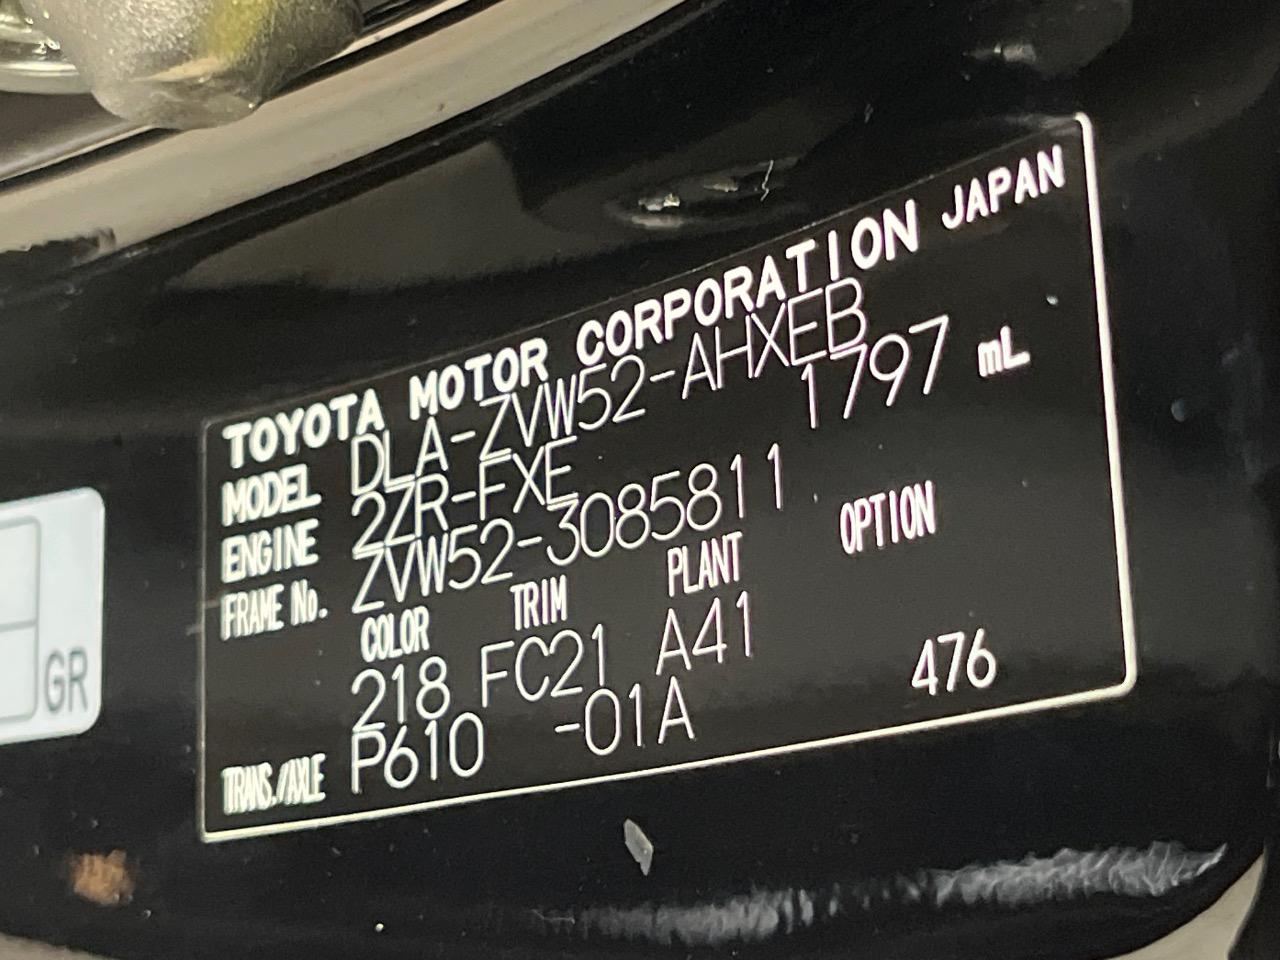 TOYOTA MOTOR CORPORATION JAPAN
MODEL DLA-ZVW52-AHXEB
ENGINE 2ZR-FXE 1797 mL
FRAME No. ZVW52-3085811
COLOR TRIM PLANT OPTION
218 FC21 A41
TRANS./AXLE P610 -01A 476
GR